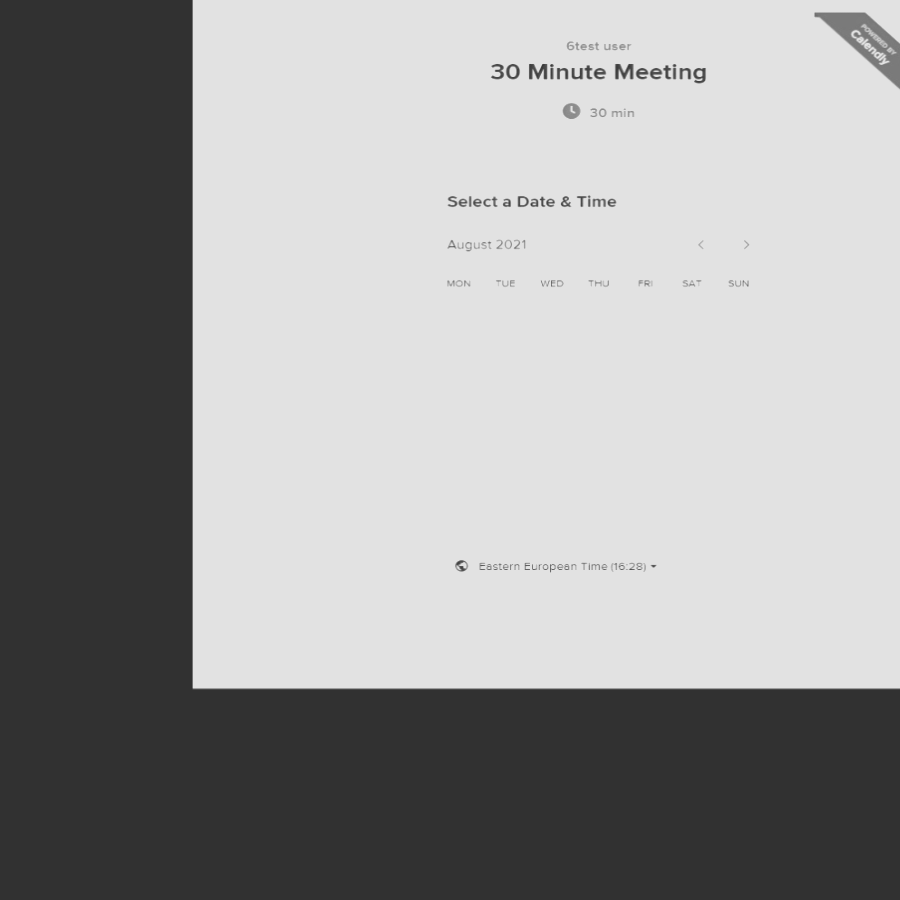 POWERED BY
Calendly
6test user
30 Minute Meeting
30 min
Select a Date & Time
August 2021
MON TUE WED THU FRI SAT SUN
Eastern European Time (16:28)